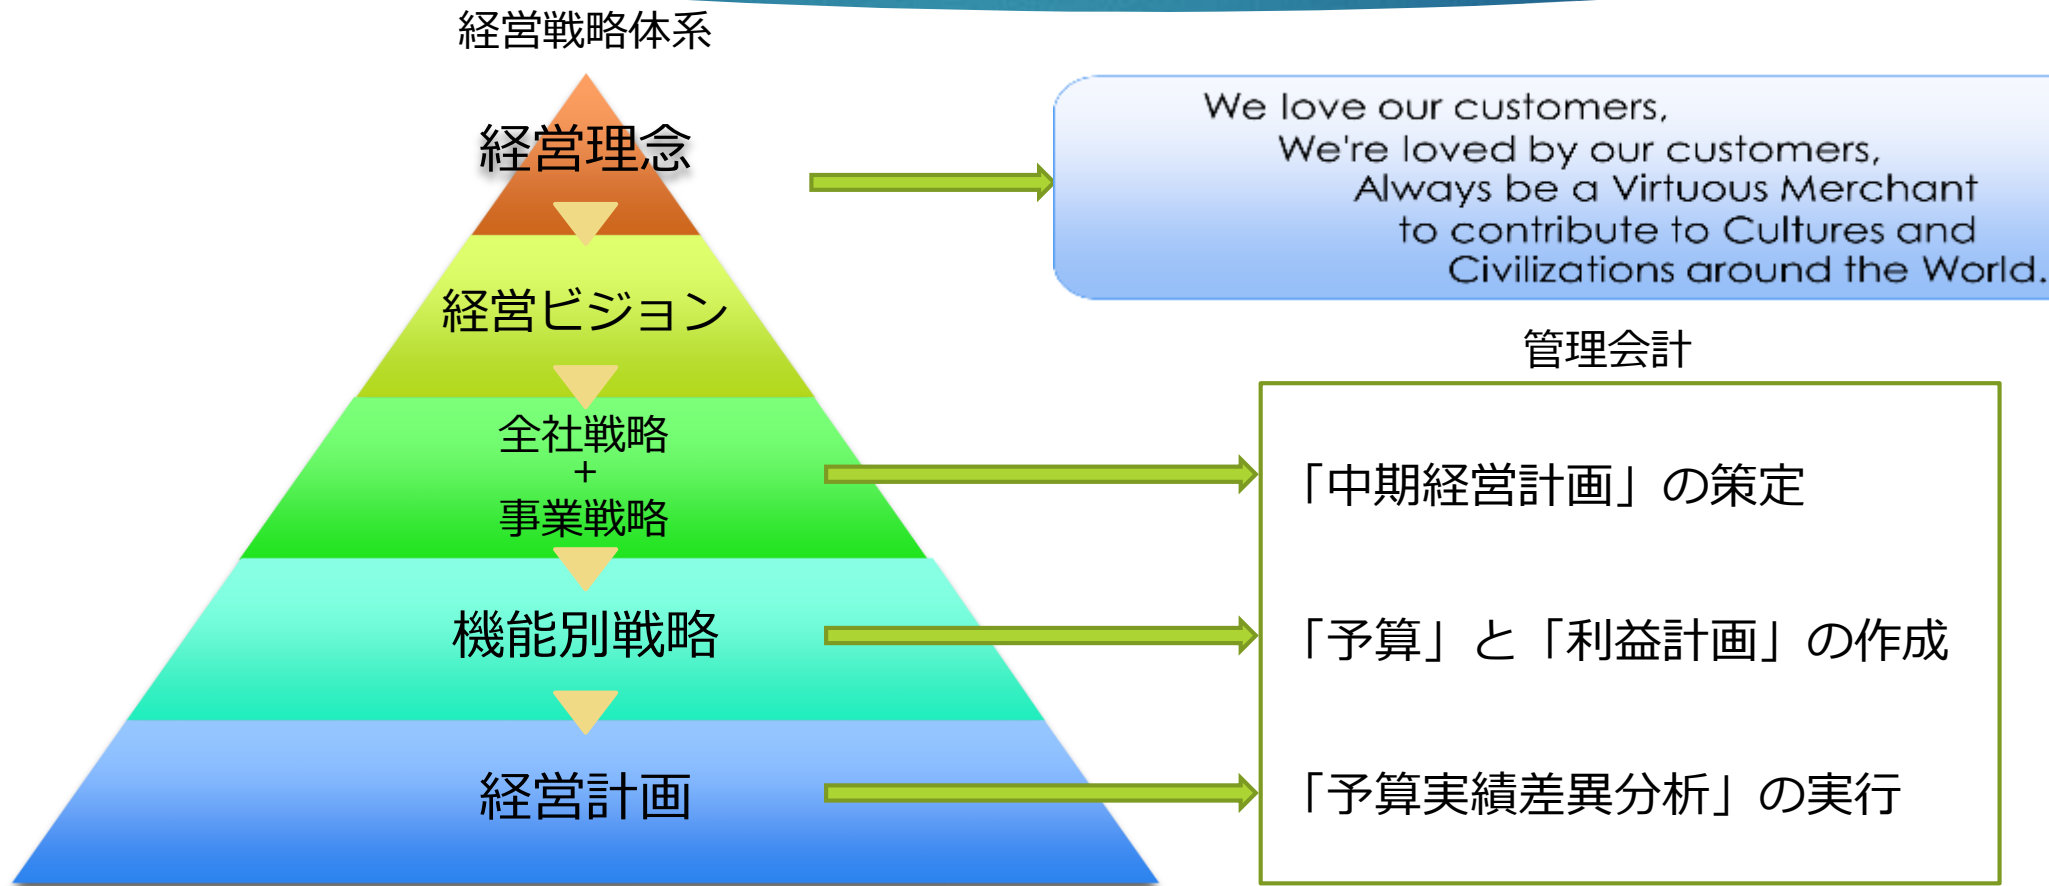 経営戦略体系
経営理念
経営ビジョン
全社戦略
+
事業戦略
機能別戦略
経営計画
We love our customers,
We're loved by our customers,
Always be a Virtuous Merchant
to contribute to Cultures and
Civilizations around the World.
管理会計
「中期経営計画」の策定
「予算」と「利益計画」の作成
「予算実績差異分析」の実行